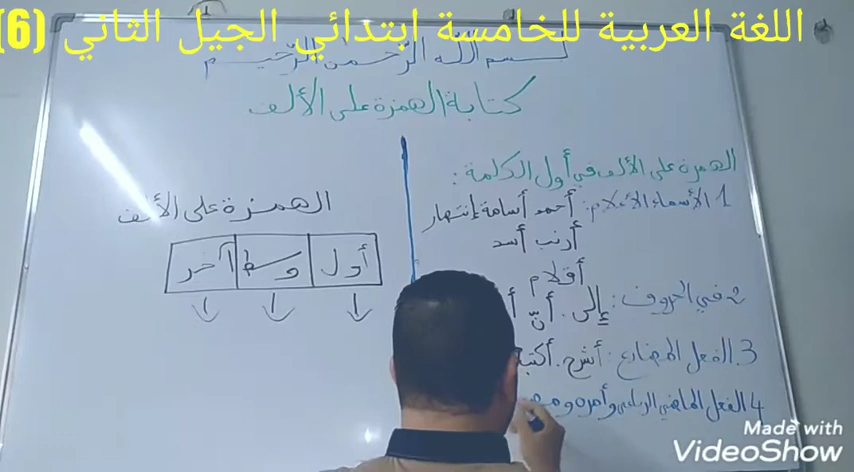 اللغة العربية للخامسة ابتدائي الجيل الثاني (6)
بسم الله الرحمن الرحيم
كتابة الهمزة على الألف
الهمزة على الألف في أول الكلمة:
1 الأسماء الأعلام: أحمد أسامة إنتهار
أرنب أسد
أقلام
2 في الحروف: إلى. أنّ
3. الفعل المضارع: أشرح. أكتب
4 الفعل الماضي الرباعي وأمره و
الهمزة على الألف
أول وسط آخر
Made with
VideoShow